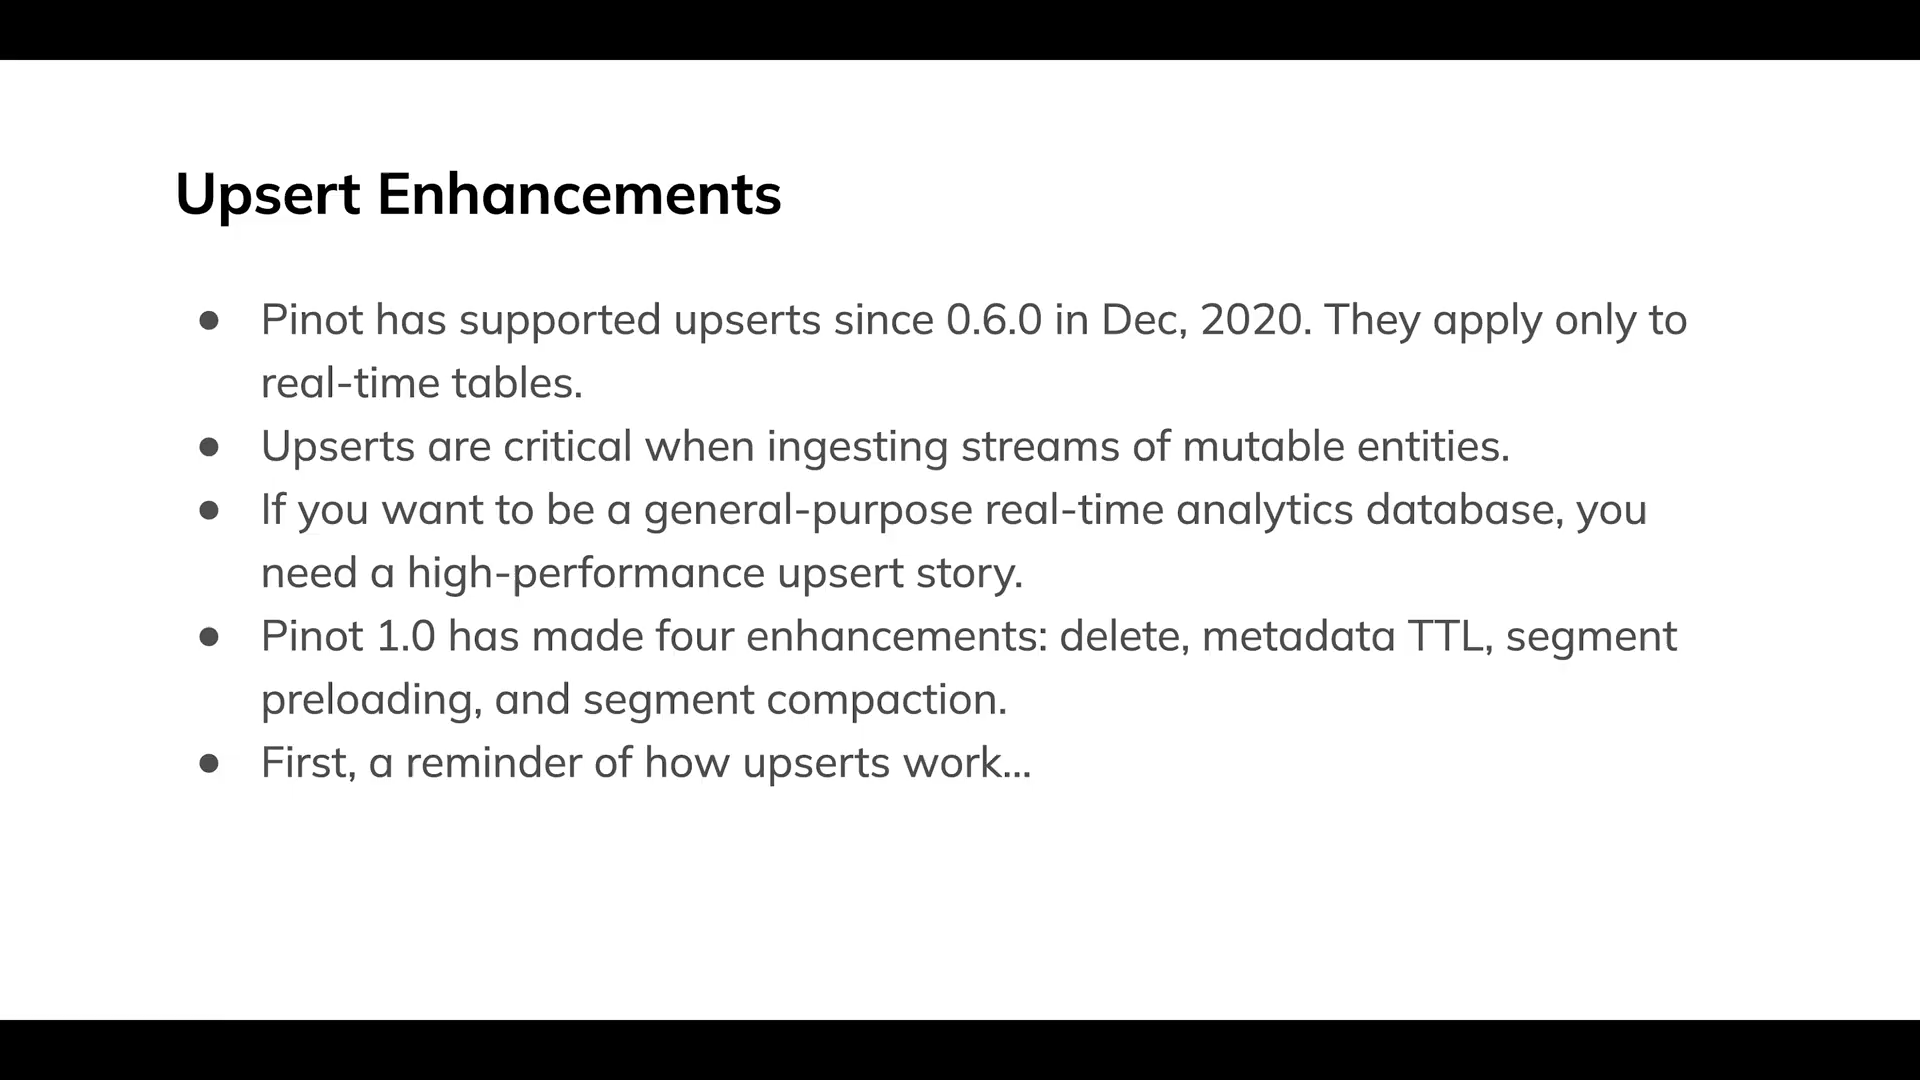 Upsert Enhancements
● Pinot has supported upserts since 0.6.0 in Dec, 2020. They apply only to
real-time tables.
● Upserts are critical when ingesting streams of mutable entities.
● If you want to be a general-purpose real-time analytics database, you
need a high-performance upsert story.
● Pinot 1.0 has made four enhancements: delete, metadata TTL, segment
preloading, and segment compaction.
● First, a reminder of how upserts work...